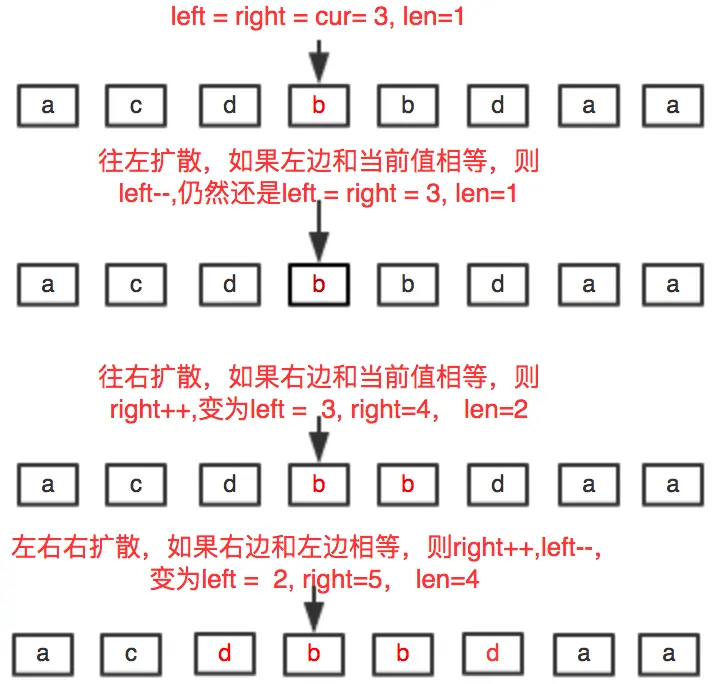 left = right = cur= 3, len=1
a c d b b d a a
往左扩散，如果左边和当前值相等，则
left--,仍然还是left = right = 3, len=1
a c d b b d a a
往右扩散，如果右边和当前值相等，则
right++,变为left =  3, right=4， len=2
a c d b b d a a
左右右扩散，如果右边和左边相等，则right++,left--，
变为left =  2, right=5， len=4
a c d b b d a a